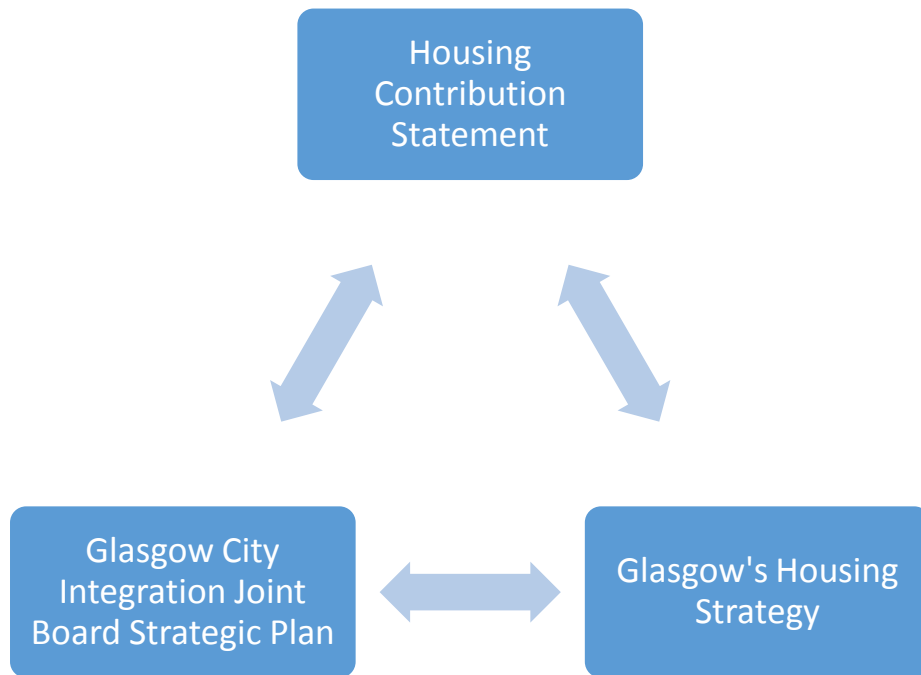 Housing
Contribution
Statement
Glasgow City
Integration Joint
Board Strategic Plan
Glasgow's Housing
Strategy